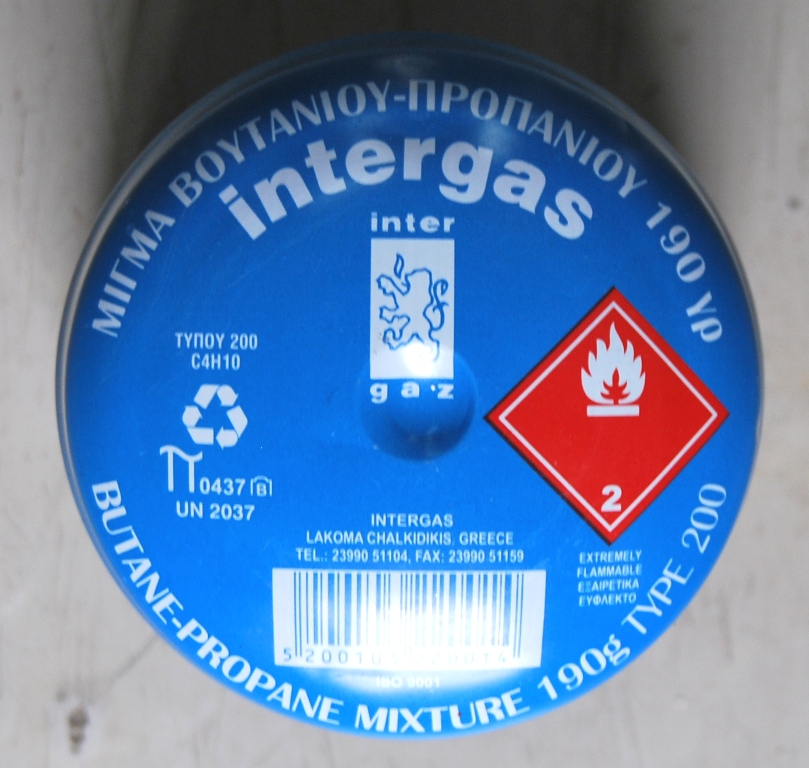 ΜΙΓΜΑ ΒΟΥΤΑΝΙΟΥ-ΠΡΟΠΑΝΙΟΥ 190 γρ
intergas
inter
gaz
ΤΥΠΟΥ 200
C4H10
π 0437 B
UN 2037
2
EXTREMELY
FLAMMABLE
ΕΞΑΙΡΕΤΙΚΑ
ΕΥΦΛΕΚΤΟ
INTERGAS
LAKOMA CHALKIDIKIS, GREECE
TEL.: 23990 51104, FAX: 23990 51159
ISO 9001
BUTANE-PROPANE MIXTURE 190g TYPE 200